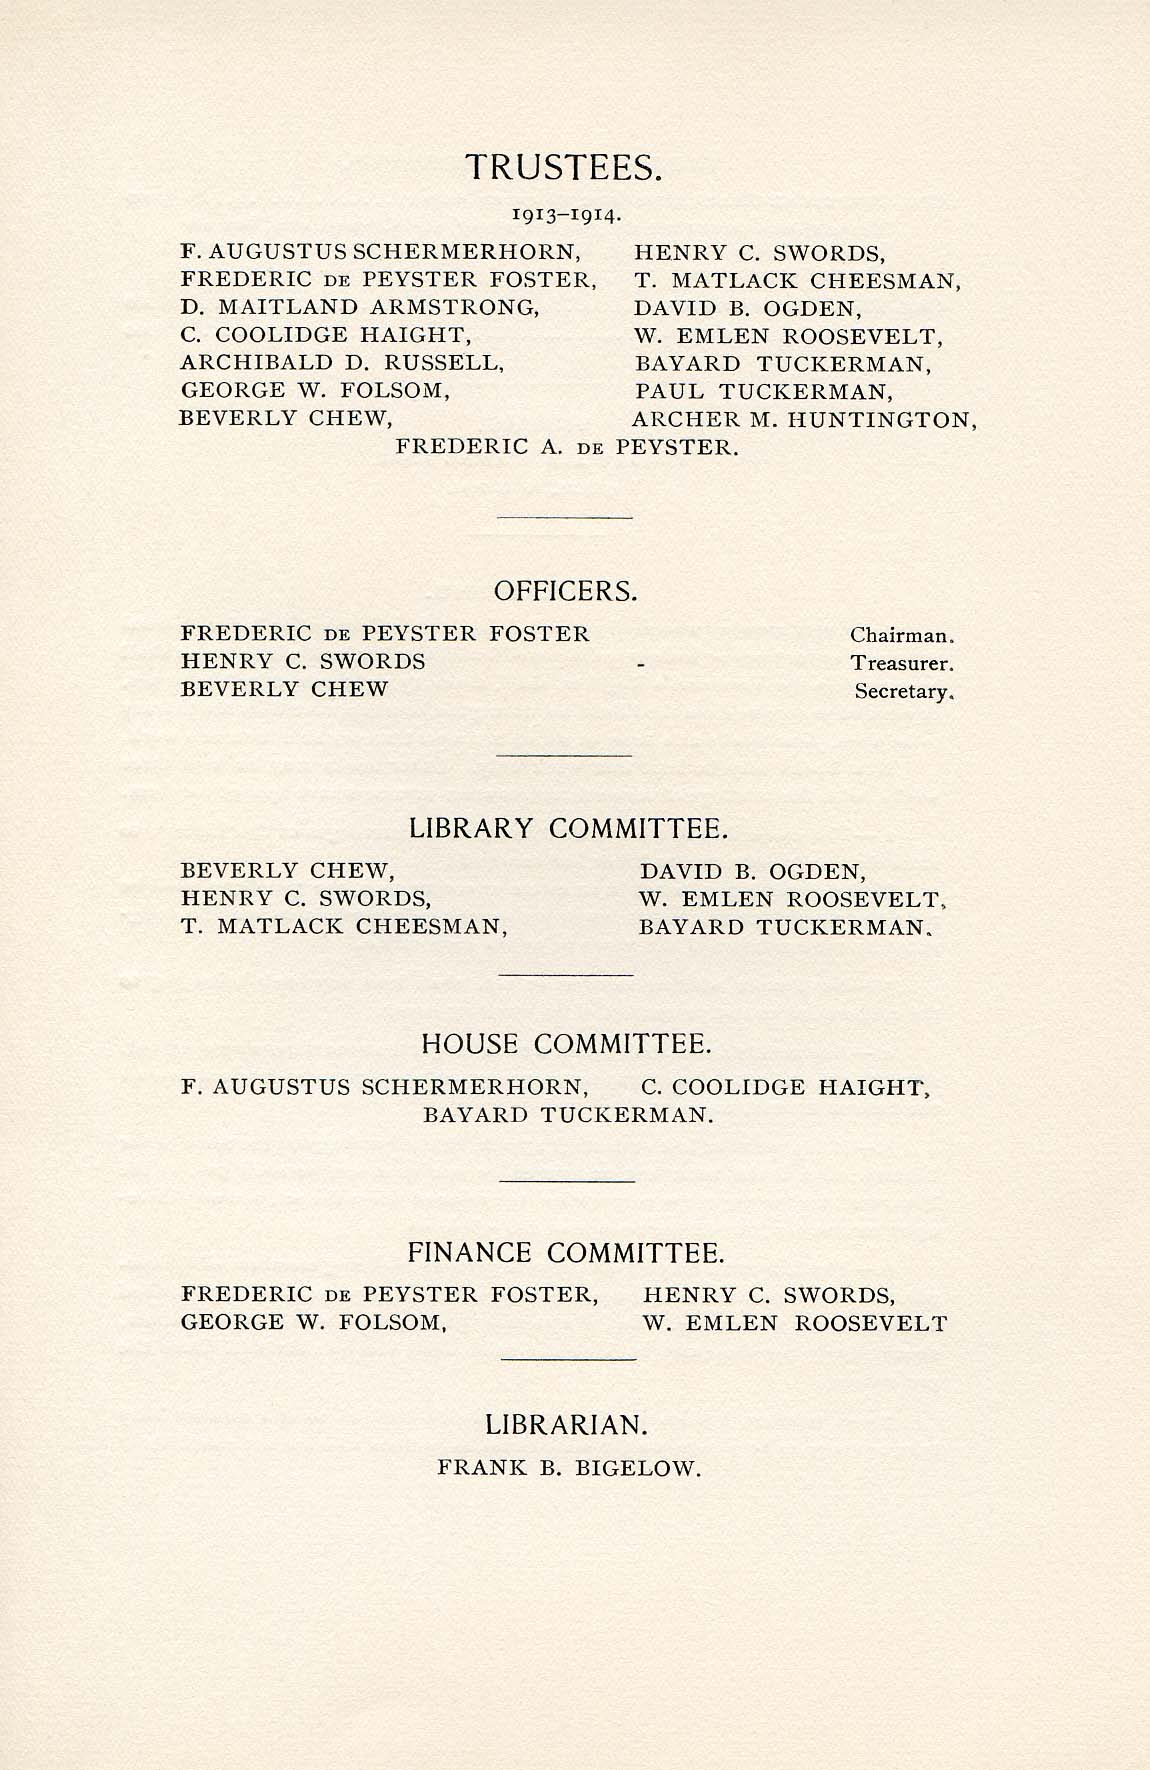 TRUSTEES.
1913–1914.
F. AUGUSTUS SCHERMERHORN, HENRY C. SWORDS,
FREDERIC DE PEYSTER FOSTER, T. MATLACK CHEESMAN,
D. MAITLAND ARMSTRONG, DAVID B. OGDEN,
C. COOLIDGE HAIGHT, W. EMLEN ROOSEVELT,
ARCHIBALD D. RUSSELL, BAYARD TUCKERMAN,
GEORGE W. FOLSOM, PAUL TUCKERMAN,
BEVERLY CHEW, ARCHER M. HUNTINGTON,
FREDERIC A. DE PEYSTER.
OFFICERS.
FREDERIC DE PEYSTER FOSTER Chairman.
HENRY C. SWORDS - Treasurer.
BEVERLY CHEW Secretary.
LIBRARY COMMITTEE.
BEVERLY CHEW, DAVID B. OGDEN,
HENRY C. SWORDS, W. EMLEN ROOSEVELT,
T. MATLACK CHEESMAN, BAYARD TUCKERMAN.
HOUSE COMMITTEE.
F. AUGUSTUS SCHERMERHORN, C. COOLIDGE HAIGHT,
BAYARD TUCKERMAN.
FINANCE COMMITTEE.
FREDERIC DE PEYSTER FOSTER, HENRY C. SWORDS,
GEORGE W. FOLSOM, W. EMLEN ROOSEVELT
LIBRARIAN.
FRANK B. BIGELOW.